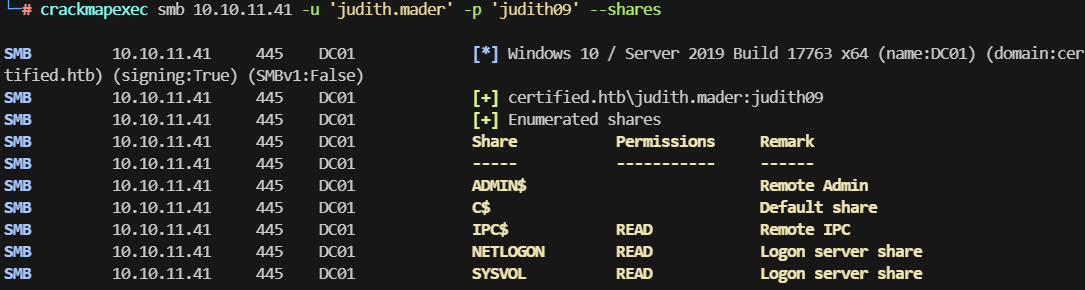 └─# crackmapexec smb 10.10.11.41 -u 'judith.mader' -p 'judith09' --shares
SMB 10.10.11.41 445 DC01 [*] Windows 10 / Server 2019 Build 17763 x64 (name:DC01) (domain:cer
tified.htb) (signing:True) (SMBv1:False)
SMB 10.10.11.41 445 DC01 [+] certified.htb\judith.mader:judith09
SMB 10.10.11.41 445 DC01 [+] Enumerated shares
SMB 10.10.11.41 445 DC01 Share Permissions Remark
SMB 10.10.11.41 445 DC01 ----- ----------- ------
SMB 10.10.11.41 445 DC01 ADMIN$ Remote Admin
SMB 10.10.11.41 445 DC01 C$ Default share
SMB 10.10.11.41 445 DC01 IPC$ READ Remote IPC
SMB 10.10.11.41 445 DC01 NETLOGON READ Logon server share
SMB 10.10.11.41 445 DC01 SYSVOL READ Logon server share